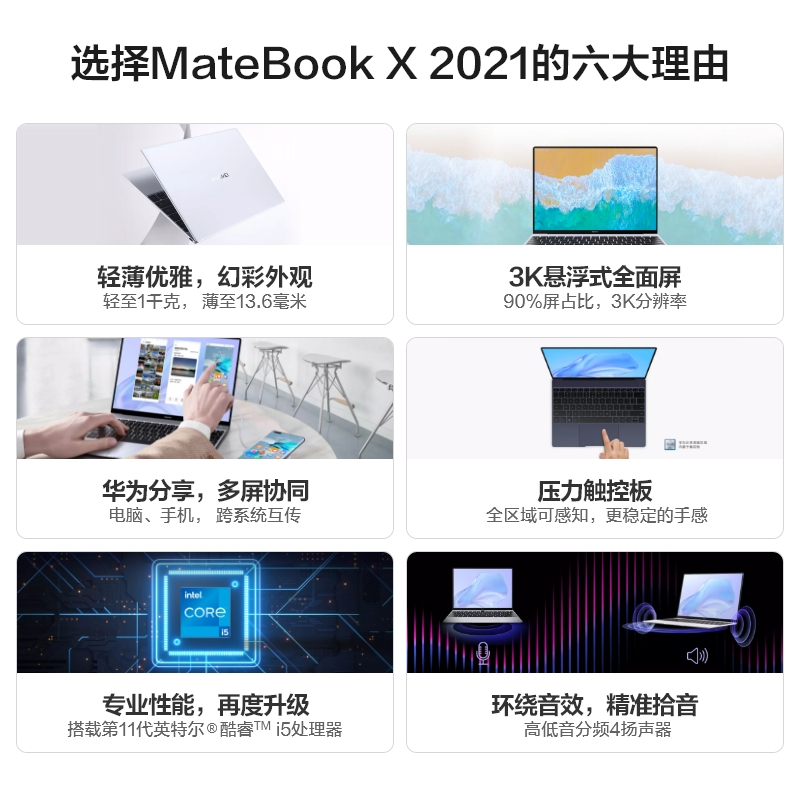 选择MateBook X 2021的六大理由
轻薄优雅，幻彩外观
轻至1千克， 薄至13.6毫米
3K悬浮式全面屏
90%屏占比，3K分辨率
华为分享，多屏协同
电脑、手机， 跨系统互传
压力触控板
全区域可感知，更稳定的手感
intel
CORE
i5
专业性能，再度升级
搭载第11代英特尔®酷睿™ i5处理器
环绕音效，精准拾音
高低音分频4扬声器